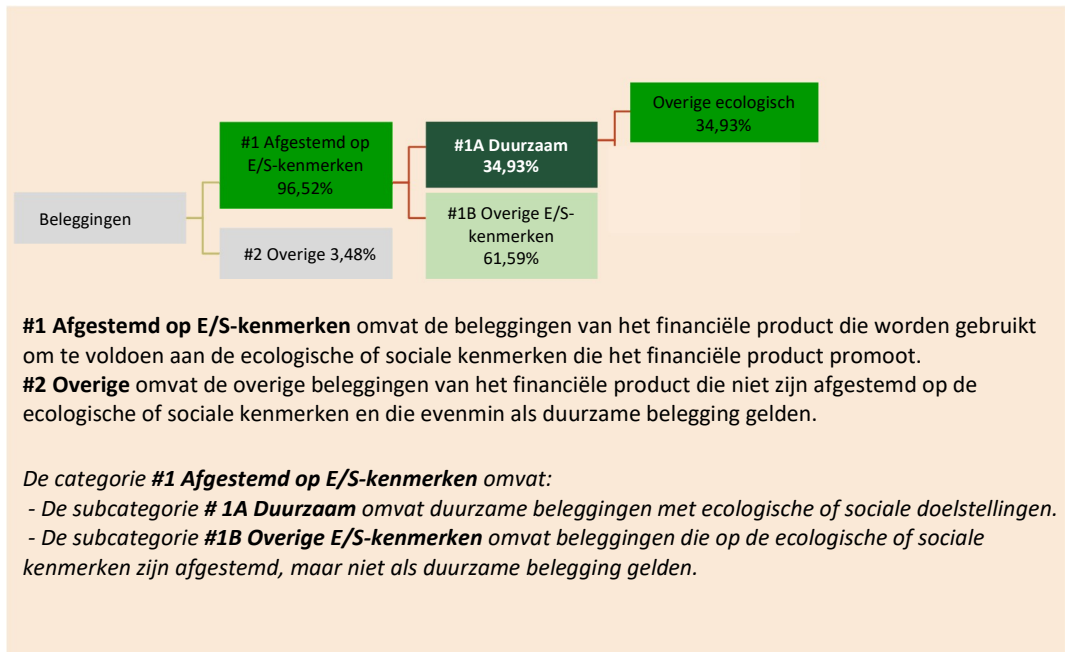 Overige ecologisch
34,93%
#1 Afgestemd op
E/S-kenmerken
96,52%
#1A Duurzaam
34,93%
Beleggingen
#1B Overige E/S-
kenmerken
61,59%
#2 Overige 3,48%
#1 Afgestemd op E/S-kenmerken omvat de beleggingen van het financiële product die worden gebruikt
om te voldoen aan de ecologische of sociale kenmerken die het financiële product promoot.
#2 Overige omvat de overige beleggingen van het financiële product die niet zijn afgestemd op de
ecologische of sociale kenmerken en die evenmin als duurzame belegging gelden.
De categorie #1 Afgestemd op E/S-kenmerken omvat:
- De subcategorie # 1A Duurzaam omvat duurzame beleggingen met ecologische of sociale doelstellingen.
- De subcategorie #1B Overige E/S-kenmerken omvat beleggingen die op de ecologische of sociale
kenmerken zijn afgestemd, maar niet als duurzame belegging gelden.